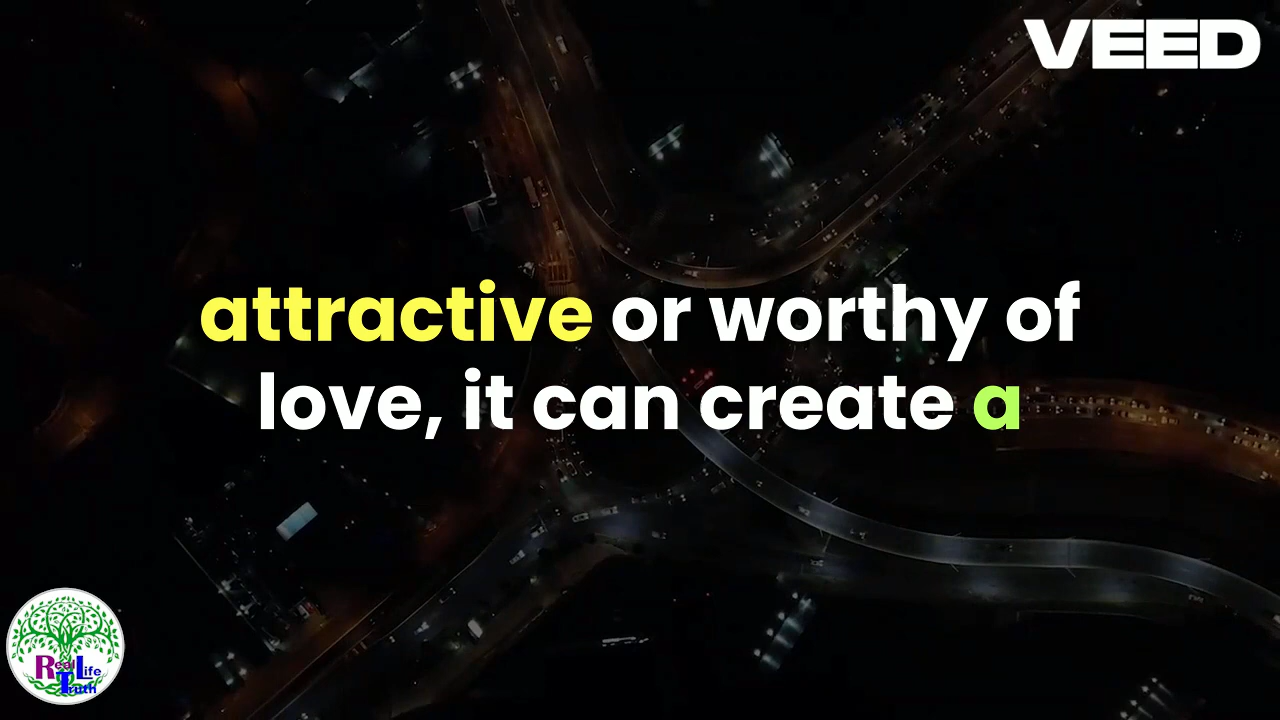 VEED
attractive or worthy of
love, it can create a
Real Life
Truth